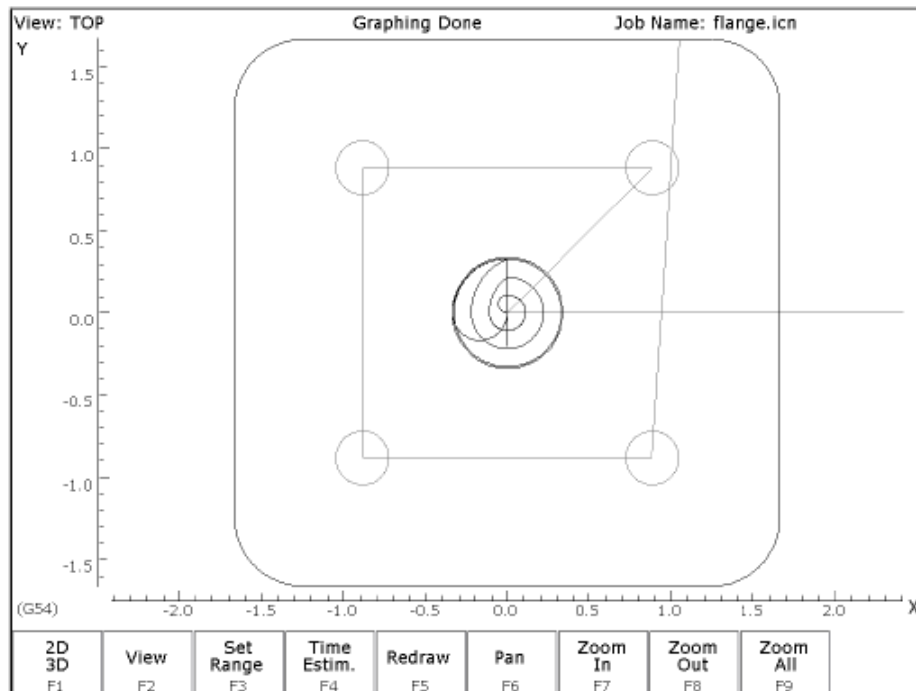 View: TOP Graphing Done Job Name: flange.icn
Y
1.5
1.0
0.5
0.0
-0.5
-1.0
-1.5
(G54) -2.0 -1.5 -1.0 -0.5 0.0 0.5 1.0 1.5 2.0 X
2D 3D View Set Range Time Estim. Redraw Pan Zoom In Zoom Out Zoom All
F1 F2 F3 F4 F5 F6 F7 F8 F9